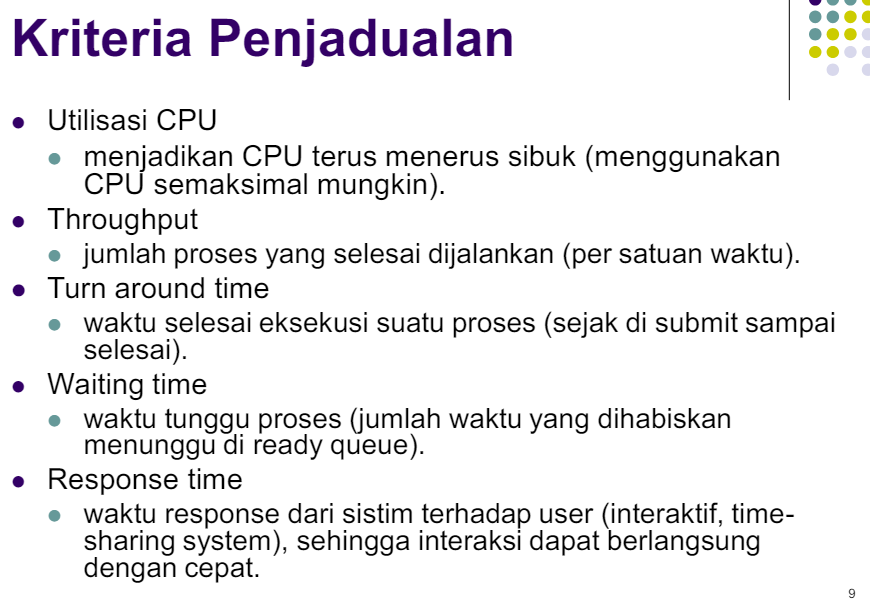 Kriteria Penjadualan
Utilisasi CPU
menjadikan CPU terus menerus sibuk (menggunakan
CPU semaksimal mungkin).
Throughput
jumlah proses yang selesai dijalankan (per satuan waktu).
Turn around time
waktu selesai eksekusi suatu proses (sejak di submit sampai
selesai).
Waiting time
waktu tunggu proses (jumlah waktu yang dihabiskan
menunggu di ready queue).
Response time
waktu response dari sistim terhadap user (interaktif, time-
sharing system), sehingga interaksi dapat berlangsung
dengan cepat.
9